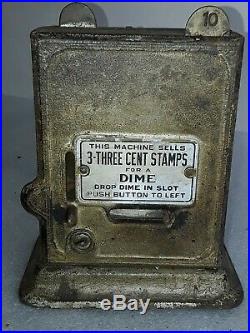 10
THIS MACHINE SELLS
3-THREE CENT STAMPS
FOR A
DIME
DROP DIME IN SLOT
PUSH BUTTON TO LEFT